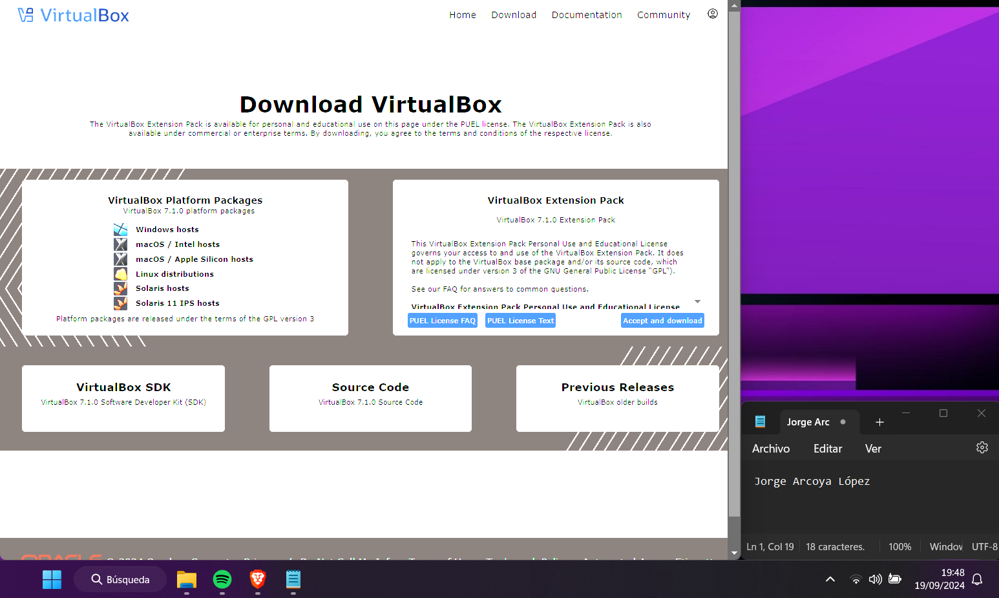 VirtualBox
Home Download Documentation Community
Download VirtualBox
The VirtualBox Extension Pack is available for personal and educational use on this page under the PUEL license. The VirtualBox Extension Pack is also
available under commercial or enterprise terms. By downloading, you agree to the terms and conditions of the respective license.
VirtualBox Platform Packages
VirtualBox 7.1.0 platform packages
Windows hosts
macOS / Intel hosts
macOS / Apple Silicon hosts
Linux distributions
Solaris hosts
Solaris 11 IPS hosts
Platform packages are released under the terms of the GPL version 3
VirtualBox Extension Pack
VirtualBox 7.1.0 Extension Pack
This VirtualBox Extension Pack Personal Use and Educational License
governs your access to and use of the VirtualBox Extension Pack. It does
not apply to the VirtualBox base package and/or its source code, which
are licensed under version 3 of the GNU General Public License “GPL”).
See our FAQ for answers to common questions.
VirtualBox Extension Pack Personal Use and Educational License
PUEL License FAQ PUEL License Text Accept and download
VirtualBox SDK
VirtualBox 7.1.0 Software Developer Kit (SDK)
Source Code
VirtualBox 7.1.0 Source Code
Previous Releases
VirtualBox older builds
ORACLE
Jorge Arc
Archivo Editar Ver
Jorge Arcoya López
Ln 1, Col 19 18 caracteres. 100% Window UTF-8
Búsqueda
19:48
19/09/2024